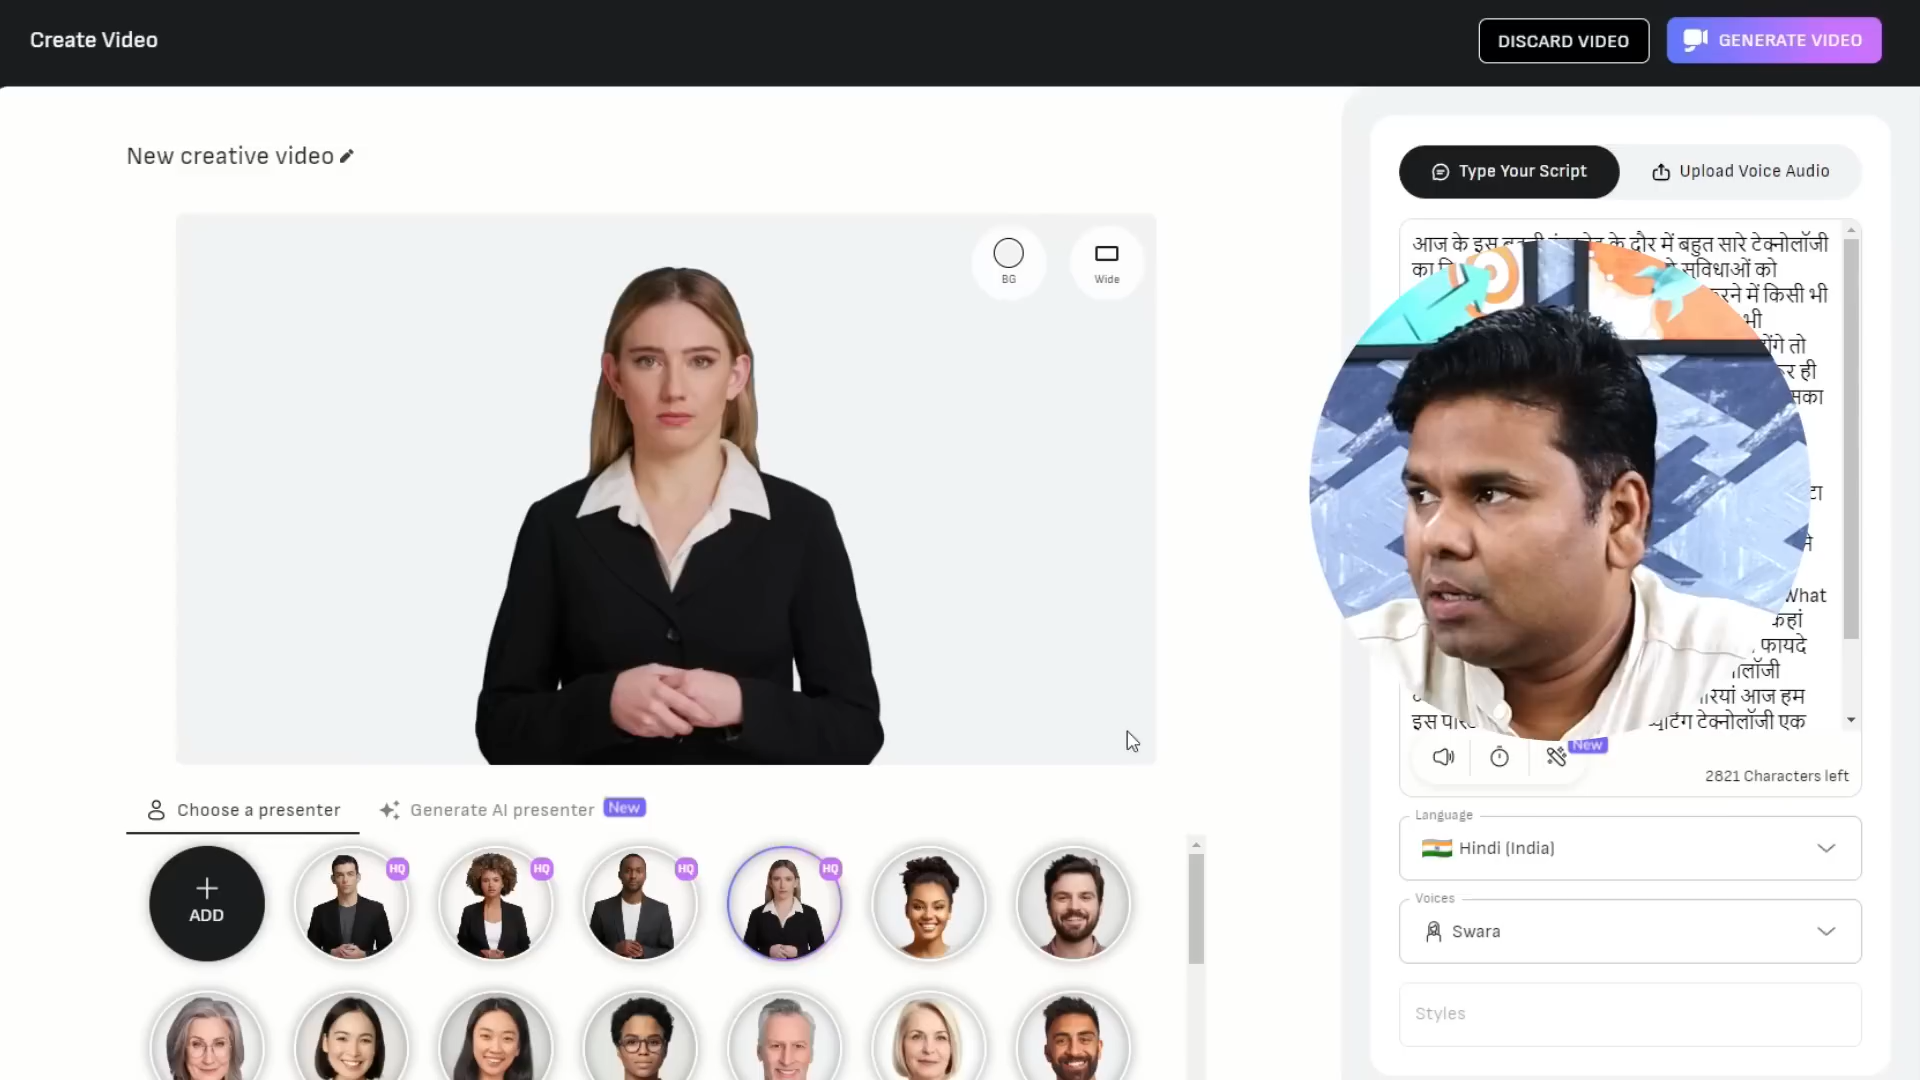 Create Video
DISCARD VIDEO
GENERATE VIDEO
New creative video
BG
Wide
Type Your Script
Upload Voice Audio
आज के इस के दौर में बहुत सारे टेक्नोलॉजी
का सुविधाओं को
करने में किसी भी
भी
तो
ही
What
कहां
फायदे
आज हम
इस टेक्नोलॉजी एक
New
2821 Characters left
Language
Hindi (India)
Voices
Swara
Styles
Choose a presenter
Generate AI presenter New
ADD
HQ
HQ
HQ
HQ